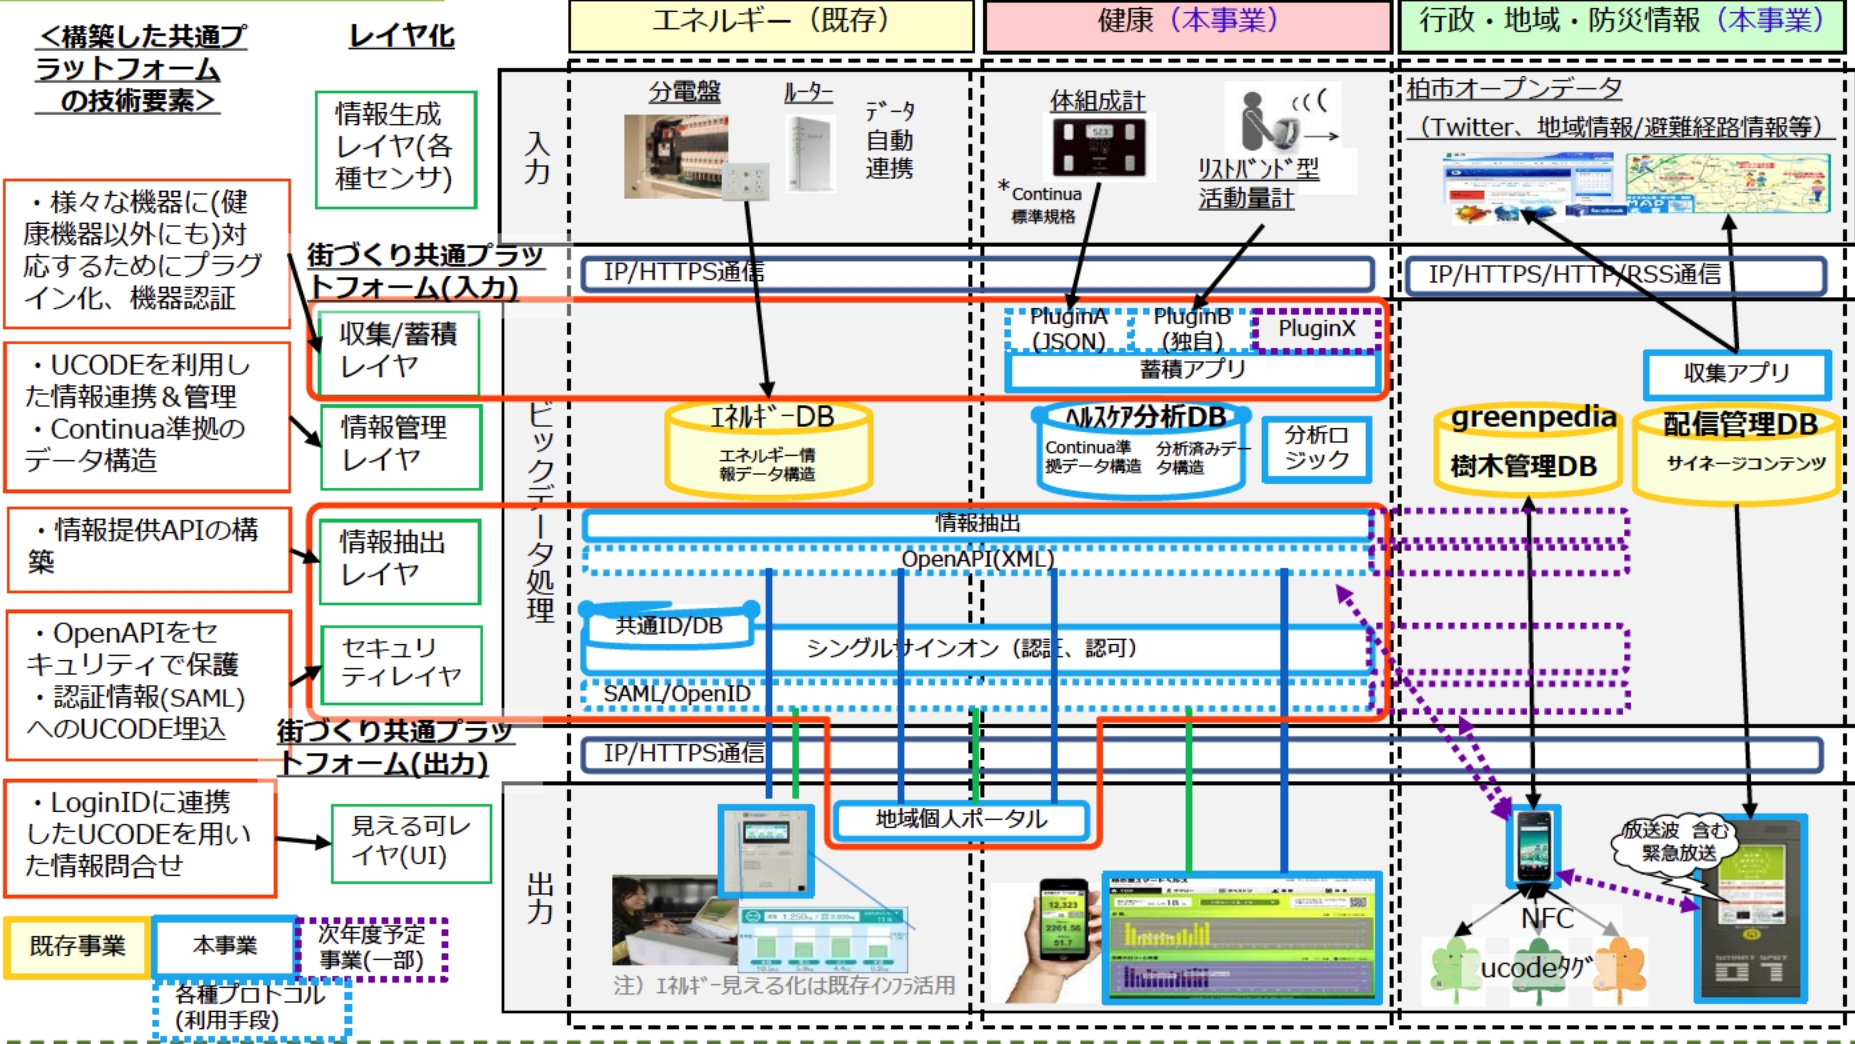 <構築した共通プ
ラットフォーム
の技術要素>
レイヤ化
エネルギー（既存）
健康（本事業）
行政・地域・防災情報（本事業）
情報生成
レイヤ(各
種センサ)
入力
分電盤
ﾙｰﾀｰ
ﾃﾞｰﾀ
自動
連携
体組成計
*Continua
標準規格
ﾘｽﾄﾊﾞﾝﾄﾞ型
活動量計
柏市オープンデータ
（Twitter、地域情報/避難経路情報等）
facebook
MAP
・様々な機器に(健
康機器以外にも)対
応するためにプラグ
イン化、機器認証
街づくり共通プラッ
トフォーム(入力)
IP/HTTPS通信
IP/HTTPS/HTTP/RSS通信
収集/蓄積
レイヤ
PluginA
(JSON)
PluginB
(独自)
PluginX
蓄積アプリ
収集アプリ
・UCODEを利用し
た情報連携＆管理
・Continua準拠の
データ構造
情報管理
レイヤ
ビックデータ処理
ｴﾈﾙｷﾞｰDB
エネルギー情
報データ構造
ﾍﾙｽｹｱ分析DB
Continua準
拠データ構造
分析済みデー
タ構造
分析ロ
ジック
greenpedia
樹木管理DB
配信管理DB
サイネージコンテンツ
・情報提供APIの構
築
情報抽出
レイヤ
情報抽出
OpenAPI(XML)
・OpenAPIをセ
キュリティで保護
・認証情報(SAML)
へのUCODE埋込
セキュリ
ティレイヤ
共通ID/DB
シングルサインオン（認証、認可）
SAML/OpenID
街づくり共通プラッ
トフォーム(出力)
IP/HTTPS通信
・LoginIDに連携
したUCODEを用い
た情報問合せ
見える可レ
イヤ(UI)
出力
地域個人ポータル
注）ｴﾈﾙｷﾞｰ見える化は既存ｲﾝﾌﾗ活用
12,323
2261.56
51.7
放送波 含む
緊急放送
NFC
ucodeﾀｸﾞ
SMART SPOT
既存事業
本事業
次年度予定
事業(一部)
各種プロトコル
(利用手段)